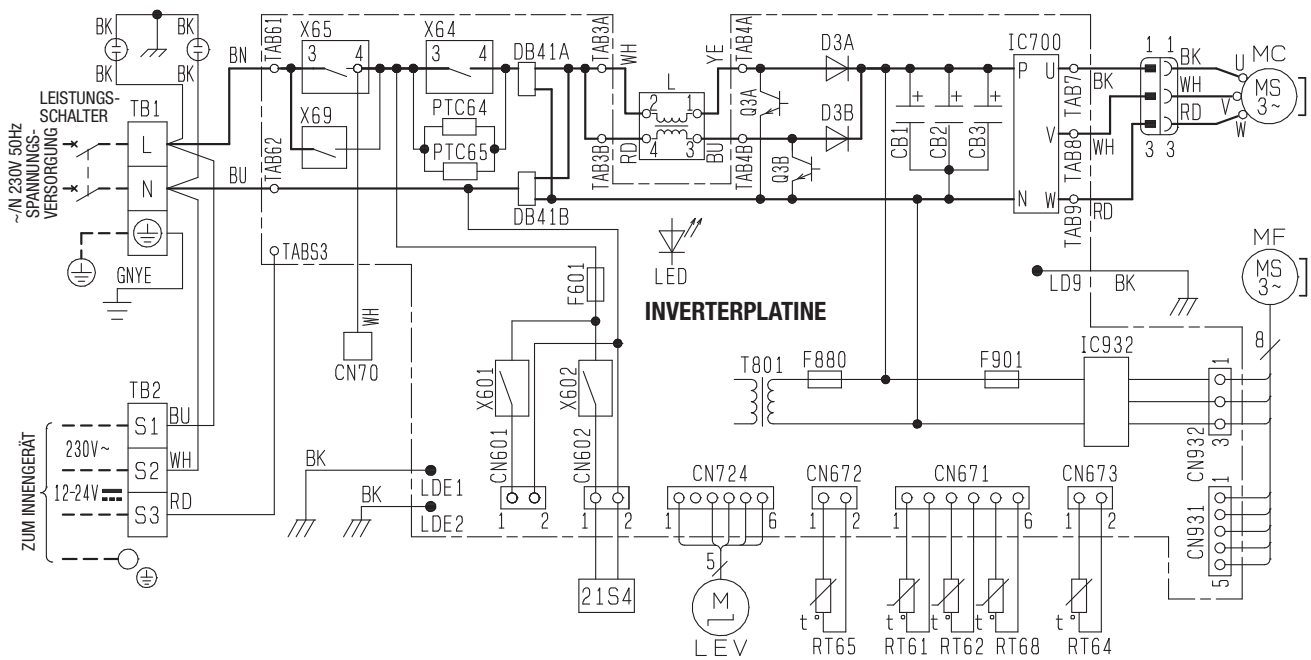 BK
BK
BK
BK
LEISTUNGS-
SCHALTER
TB1
L
N
~/N 230V 50Hz
SPANNUNGS-
VERSORGUNG
GNYE
BN
BU
TAB61
TAB62
TABS3
X65
3 4
X69
X64
3 4
PTC64
PTC65
DB41A
DB41B
TAB3A
TAB3B
WH
RD
L
2 1
4 3
YE
BU
TAB4A
TAB4B
Q3A
Q3B
D3A
D3B
CB1
+
CB2
+
CB3
+
IC700
P U
V
N W
TAB7
TAB8
TAB9
BK
WH
RD
1 1
3 3
BK
WH
RD
U
V
W
MC
MS
3~
LED
INVERTERPLATINE
LD9
BK
MF
MS
3~
8
WH
CN70
F601
X601
X602
T801
F880
F901
IC932
CN932
1
3
CN931
1
5
TB2
S1
S2
S3
BU
WH
RD
230V~
12-24V
ZUM INNENGERÄT
BK
LDE1
BK
LDE2
CN601
1 2
CN602
1 2
21S4
CN724
1 6
5
M
LEV
CN672
1 2
t°
RT65
CN671
1 6
t°
RT61
t°
RT62
t°
RT68
CN673
1 2
t°
RT64